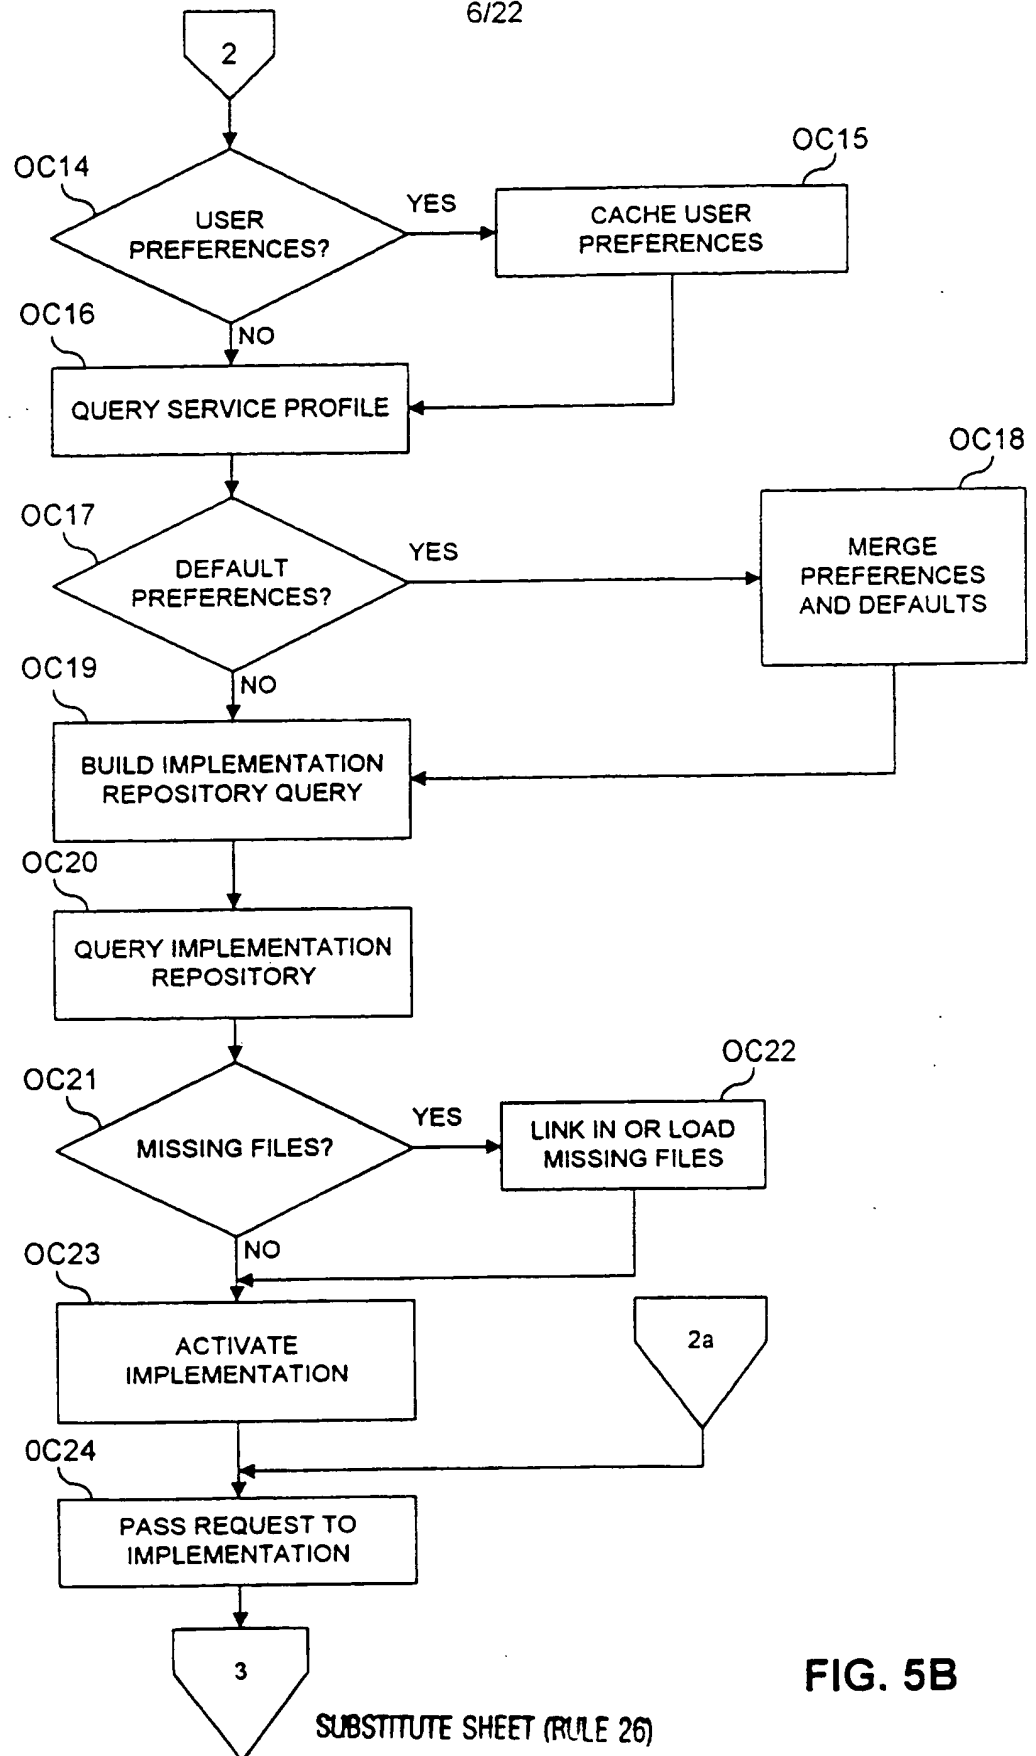 6/22
2
OC14
USER
PREFERENCES?
YES
OC15
CACHE USER
PREFERENCES
NO
OC16
QUERY SERVICE PROFILE
OC17
DEFAULT
PREFERENCES?
YES
OC18
MERGE
PREFERENCES
AND DEFAULTS
NO
OC19
BUILD IMPLEMENTATION
REPOSITORY QUERY
OC20
QUERY IMPLEMENTATION
REPOSITORY
OC21
MISSING FILES?
YES
OC22
LINK IN OR LOAD
MISSING FILES
NO
OC23
ACTIVATE
IMPLEMENTATION
2a
OC24
PASS REQUEST TO
IMPLEMENTATION
3
FIG. 5B
SUBSTITUTE SHEET (RULE 26)